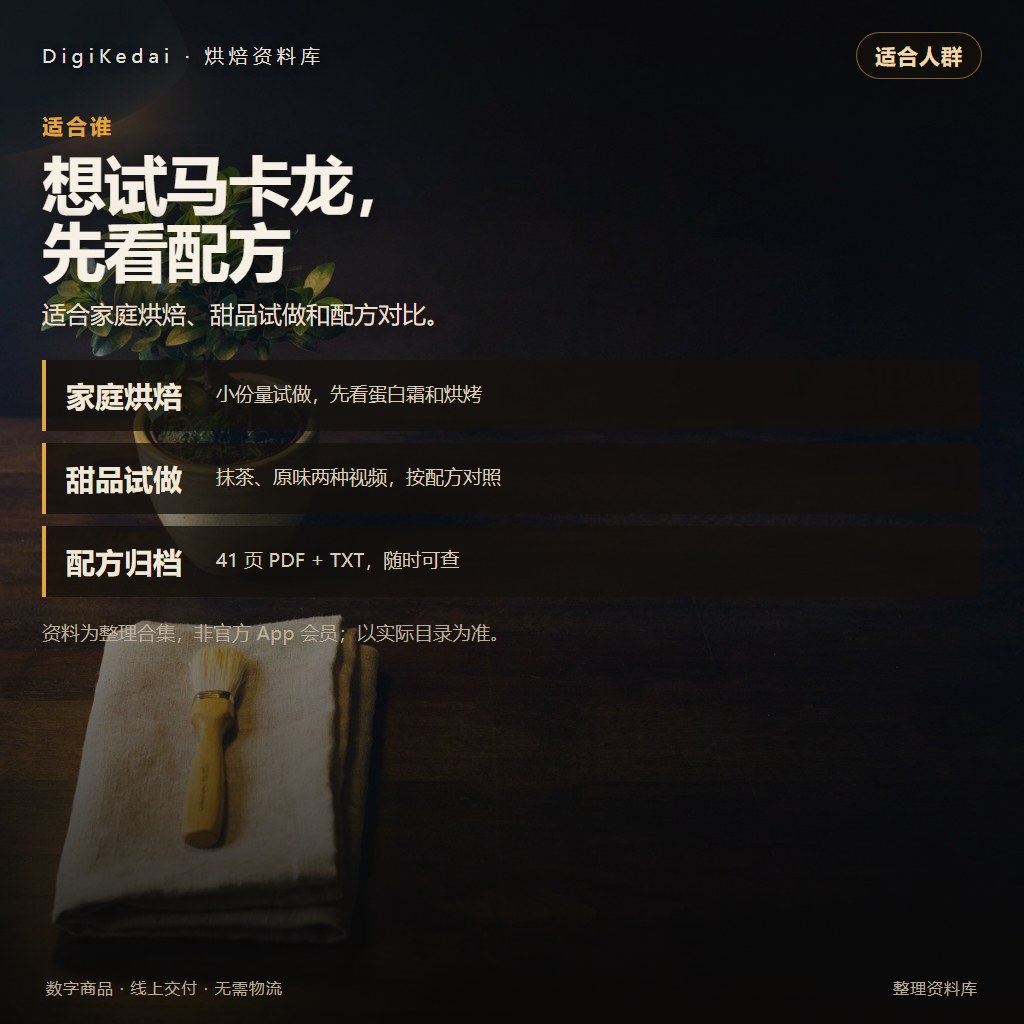 DigiKedai · 烘焙资料库
适合人群
适合谁
想试马卡龙，
先看配方
适合家庭烘焙、甜品试做和配方对比。
家庭烘焙 小份量试做，先看蛋白霜和烘烤
甜品试做 抹茶、原味两种视频，按配方对照
配方归档 41 页 PDF + TXT，随时可查
资料为整理合集，非官方 App 会员；以实际目录为准。
数字商品 · 线上交付 · 无需物流
整理资料库